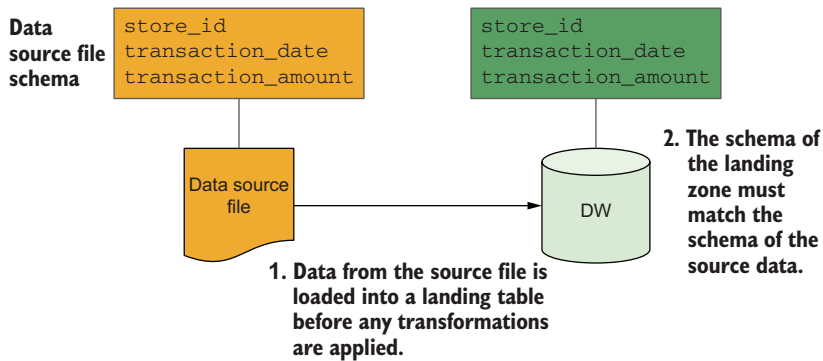 Data
source file
schema
store_id
transaction_date
transaction_amount
store_id
transaction_date
transaction_amount
Data source
file
DW
1. Data from the source file is
loaded into a landing table
before any transformations
are applied.
2. The schema of
the landing
zone must
match the
schema of the
source data.